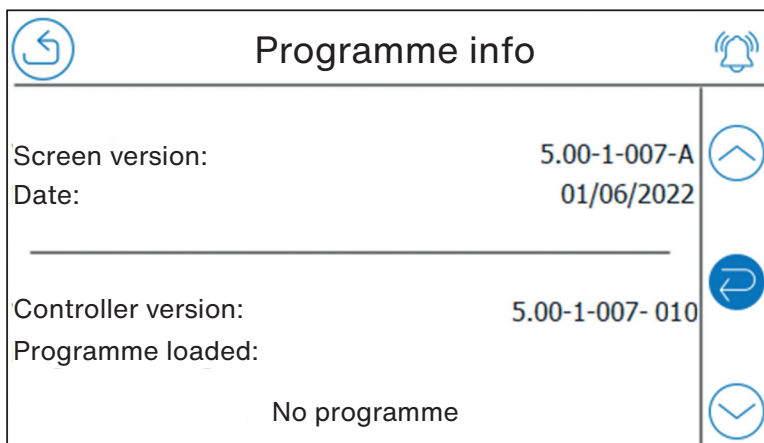 Programme info
Screen version: 5.00-1-007-A
Date: 01/06/2022
Controller version: 5.00-1-007- 010
Programme loaded:
No programme